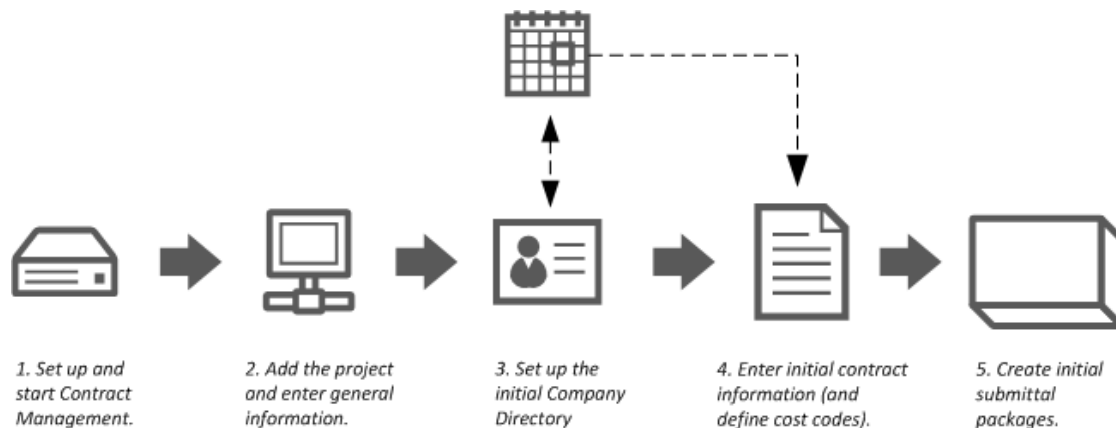 1. Set up and
start Contract
Management.
2. Add the project
and enter general
information.
3. Set up the
initial Company
Directory
4. Enter initial contract
information (and
define cost codes).
5. Create initial
submittal
packages.